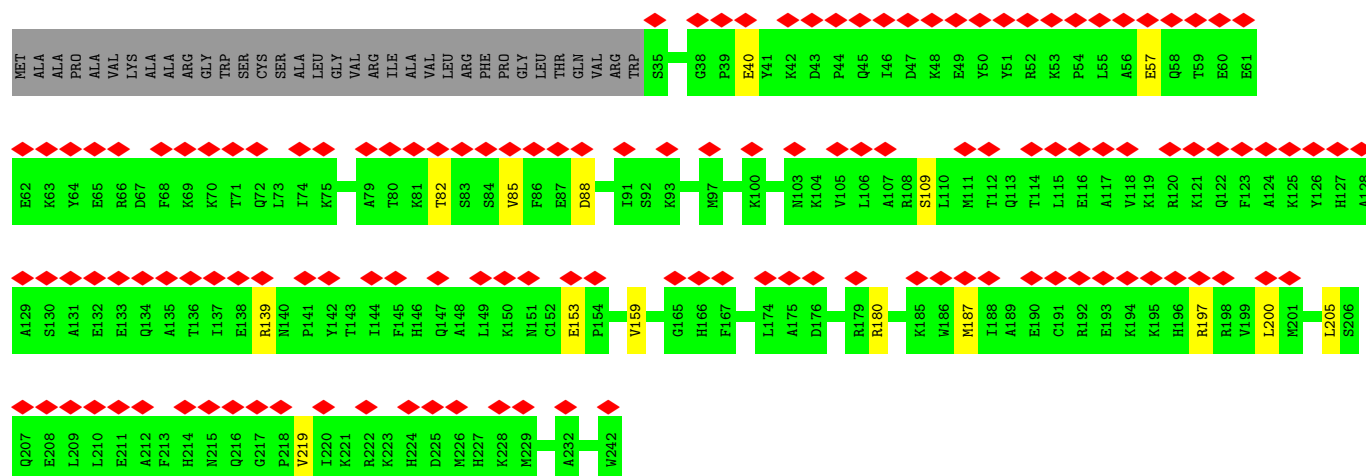 MET ALA ALA PRO ALA VAL LYS ALA ALA ARG GLY TRP SER CYS SER ALA LEU GLY VAL ARG ILE ALA VAL LEU ARG PHE PRO GLY LEU THR GLN VAL ARG TRP S35 G38 P39 E40 Y41 K42 D43 P44 Q45 I46 D47 K48 E49 Y50 Y51 R52 K53 P54 L55 A56 E57 Q58 T59 E60 E61
E62 K63 Y64 E65 R66 D67 F68 K69 K70 T71 Q72 L73 I74 K75 A79 T80 K81 T82 S83 S84 V85 F86 E87 D88 I91 S92 K93 M97 K100 N103 K104 V105 L106 A107 R108 S109 L110 M111 T112 Q113 T114 L115 E116 A117 V118 K119 R120 K121 Q122 F123 A124 K125 Y126 H127 A128
A129 S130 A131 E132 E133 Q134 A135 T136 I137 E138 R139 N140 P141 Y142 T143 I144 F145 H146 Q147 A148 L149 K150 N151 C152 E153 P154 V159 G165 H166 F167 L174 A175 D176 R179 R180 K185 W186 M187 I188 A189 E190 C191 R192 E193 K194 K195 H196 R197 R198 V199 L200 M201 L205 S206
Q207 E208 L209 L210 E211 A212 F213 H214 N215 Q216 G217 P218 V219 I220 K221 R222 K223 H224 D225 M226 H227 K228 M229 A232 W242